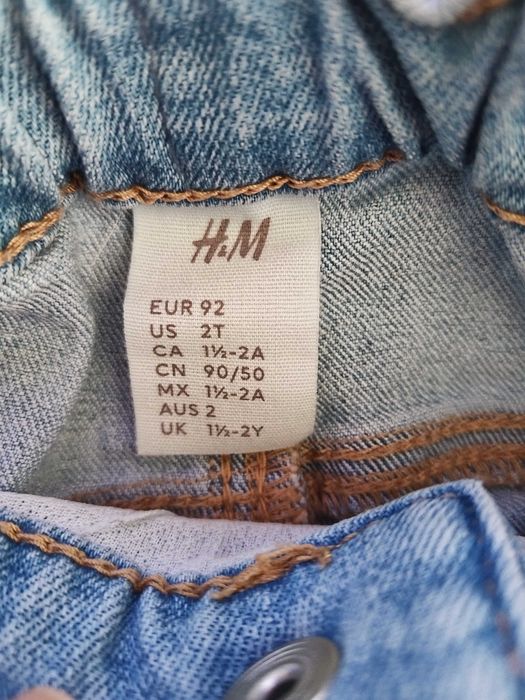 H&M
EUR 92
US 2T
CA 1½-2A
CN 90/50
MX 1½-2A
AUS 2
UK 1½-2Y